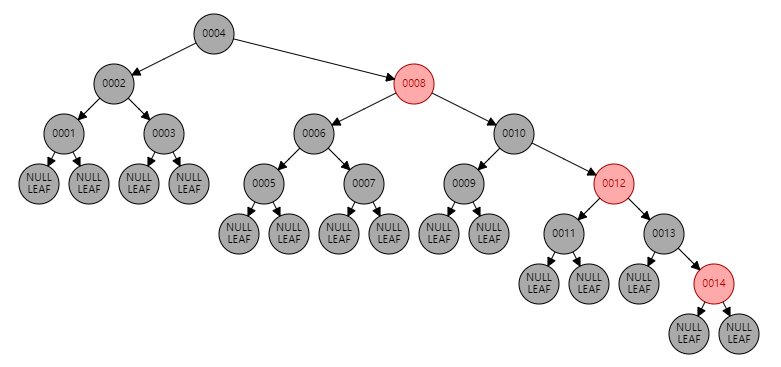 0004
0002
0008
0001
0003
0006
0010
NULL
LEAF
NULL
LEAF
NULL
LEAF
NULL
LEAF
0005
0007
0009
0012
NULL
LEAF
NULL
LEAF
NULL
LEAF
NULL
LEAF
NULL
LEAF
NULL
LEAF
0011
0013
NULL
LEAF
NULL
LEAF
NULL
LEAF
0014
NULL
LEAF
NULL
LEAF